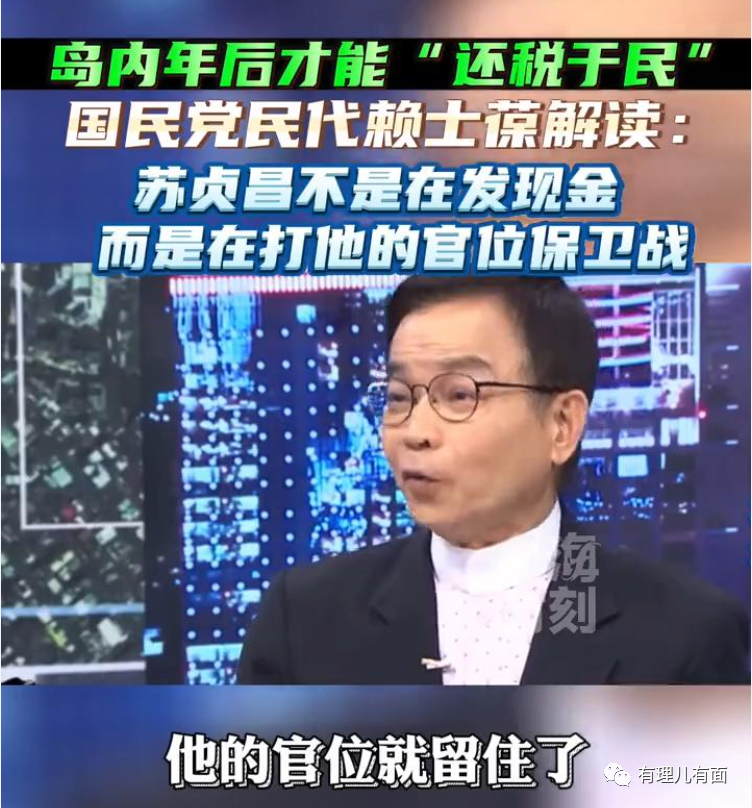 岛内年后才能“还税于民”
国民党民代赖士葆解读：
苏贞昌不是在发现金
而是在打他的官位保卫战
海
刻
他的官位就留住了
有理儿有面